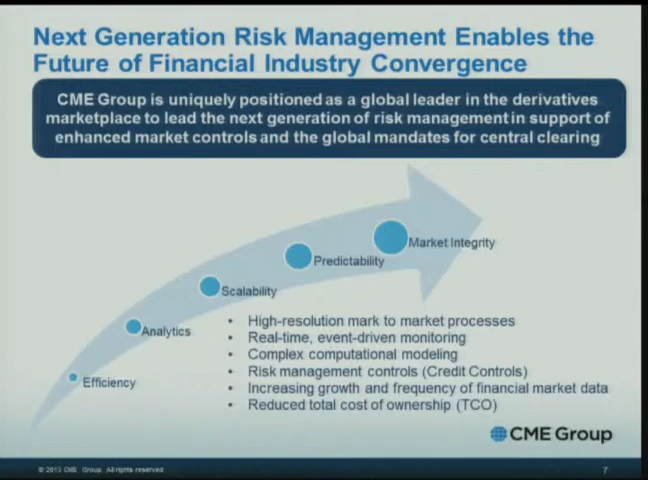 Next Generation Risk Management Enables the
Future of Financial Industry Convergence
CME Group is uniquely positioned as a global leader in the derivatives
marketplace to lead the next generation of risk management in support of
enhanced market controls and the global mandates for central clearing
Market Integrity
Predictability
Scalability
Analytics
Efficiency
• High-resolution mark to market processes
• Real-time, event-driven monitoring
• Complex computational modeling
• Risk management controls (Credit Controls)
• Increasing growth and frequency of financial market data
• Reduced total cost of ownership (TCO)
CME Group
© 2013 CME Group. All rights reserved
7